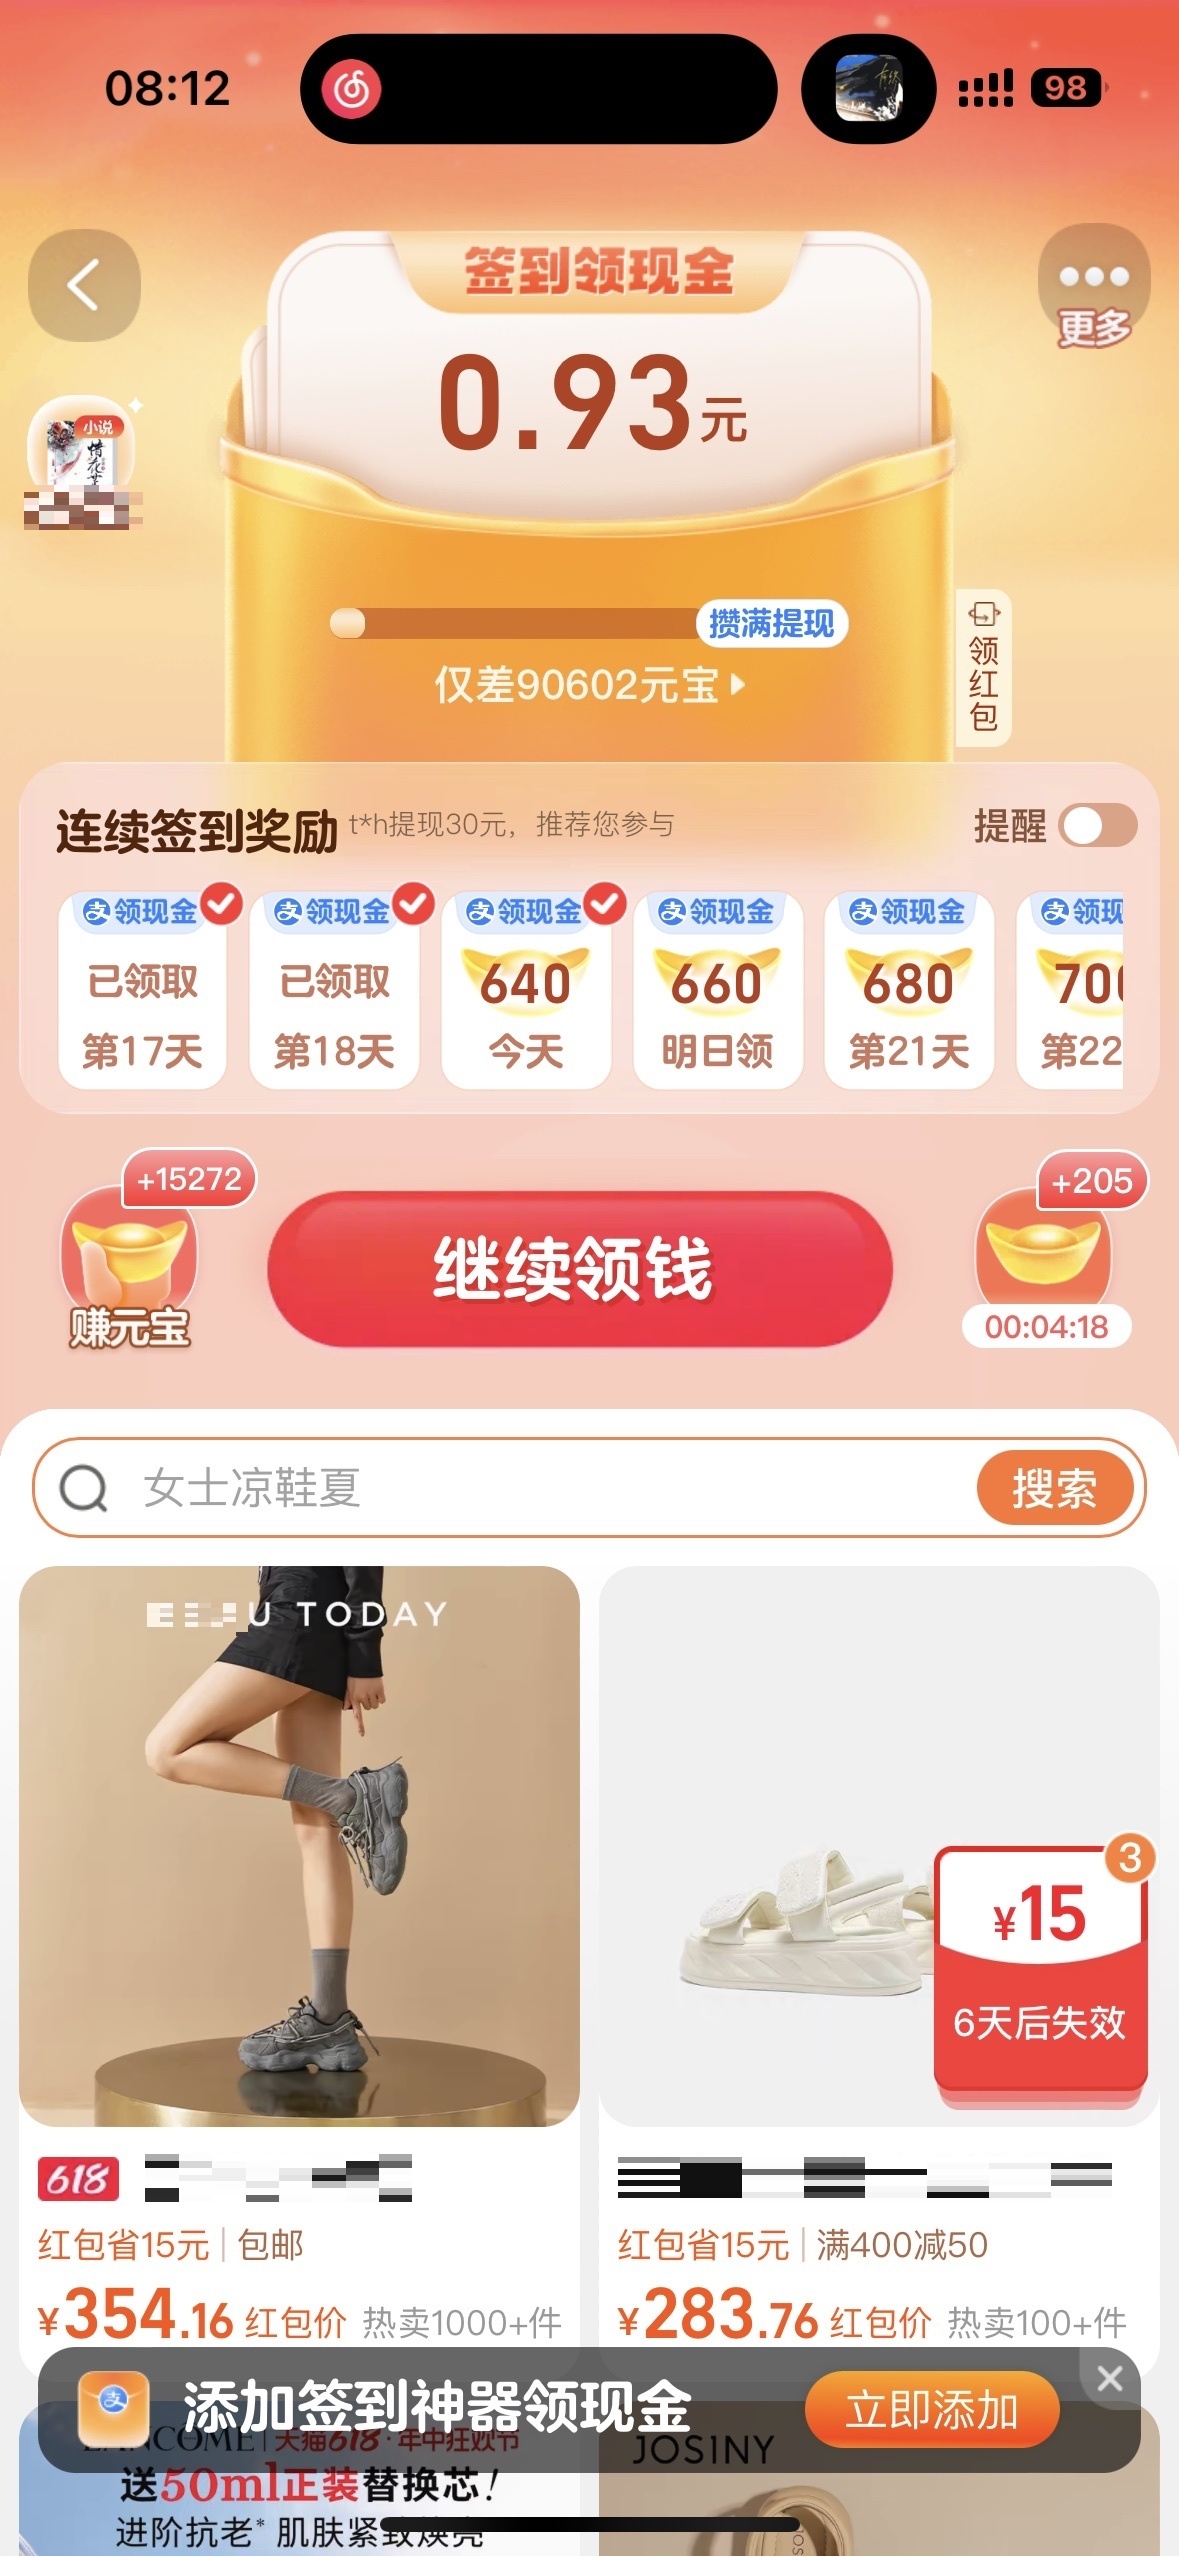 08:12
98
签到领现金
更多
0.93元
小说
惜花芷
攒满提现
仅差90602元宝
领红包
连续签到奖励
t*h提现30元，推荐您参与
提醒
领现金
领现金
领现金
领现金
领现金
领现
已领取
已领取
640
660
680
700
第17天
第18天
今天
明日领
第21天
第22
+15272
赚元宝
继续领钱
+205
00:04:18
女士凉鞋夏
搜索
U TODAY
3
¥15
6天后失效
618
红包省15元
包邮
红包省15元
满400减50
¥354.16 红包价 热卖1000+件
¥283.76 红包价 热卖100+件
添加签到神器领现金
立即添加
LANCOME | 天猫618·年中狂欢节
JOSINY
送50ml正装替换芯!
进阶抗老* 肌肤紧致焕亮